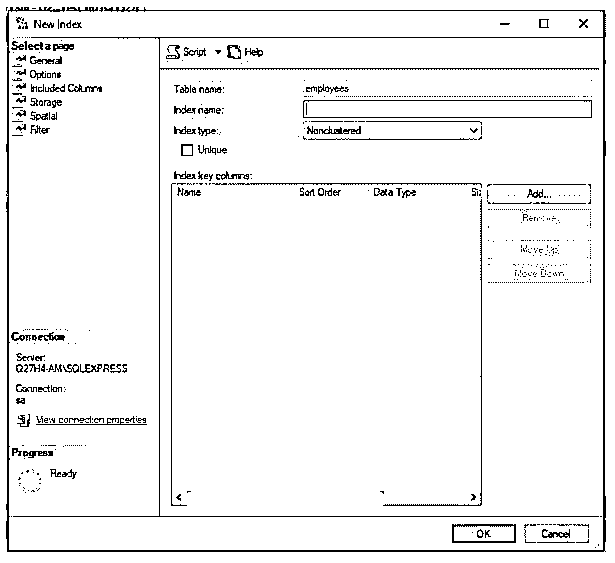 New Index
Select a page
General
Options
Included Columns
Storage
Spatial
Filter
Script Help
Table name: employees
Index name:
Index type: Nonclustered
Unique
Index key columns:
Name Sort Order Data Type Si
Add...
Remove
Move Up
Move Down
Connection
Server:
Q27H4-AM\SQLEXPRESS
Connection:
sa
View connection properties
Progress
Ready
OK Cancel